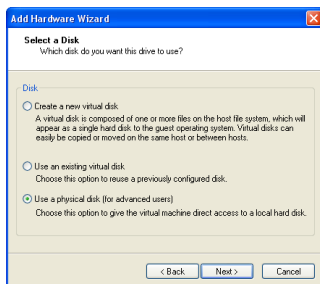 Add Hardware Wizard
Select a Disk
Which disk do you want this drive to use?
Disk
Create a new virtual disk
A virtual disk is composed of one or more files on the host file system, which will
appear as a single hard disk to the guest operating system. Virtual disks can
easily be copied or moved on the same host or between hosts.
Use an existing virtual disk
Choose this option to reuse a previously configured disk.
Use a physical disk (for advanced users)
Choose this option to give the virtual machine direct access to a local hard disk.
< Back
Next >
Cancel